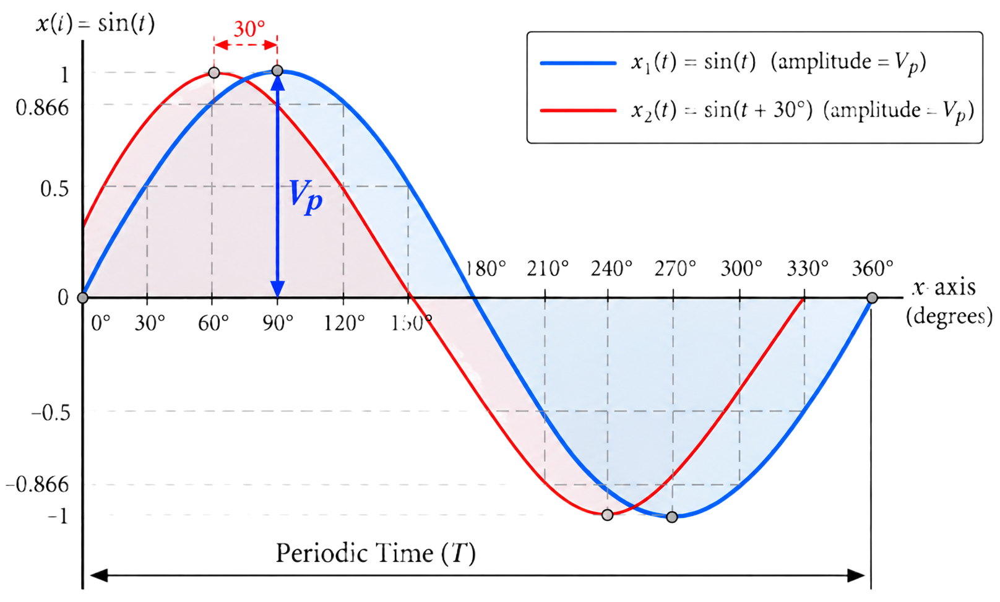 x(i) = sin(t)
30°
x₁(t) = sin(t) (amplitude = Vₚ)
x₂(t) = sin(t + 30°) (amplitude = Vₚ)
1
0.866
0.5
Vₚ
0
0° 30° 60° 90° 120° 150°
180° 210° 240° 270° 300° 330° 360°
x- axis
(degrees)
−0.5
−0.866
−1
Periodic Time (T)